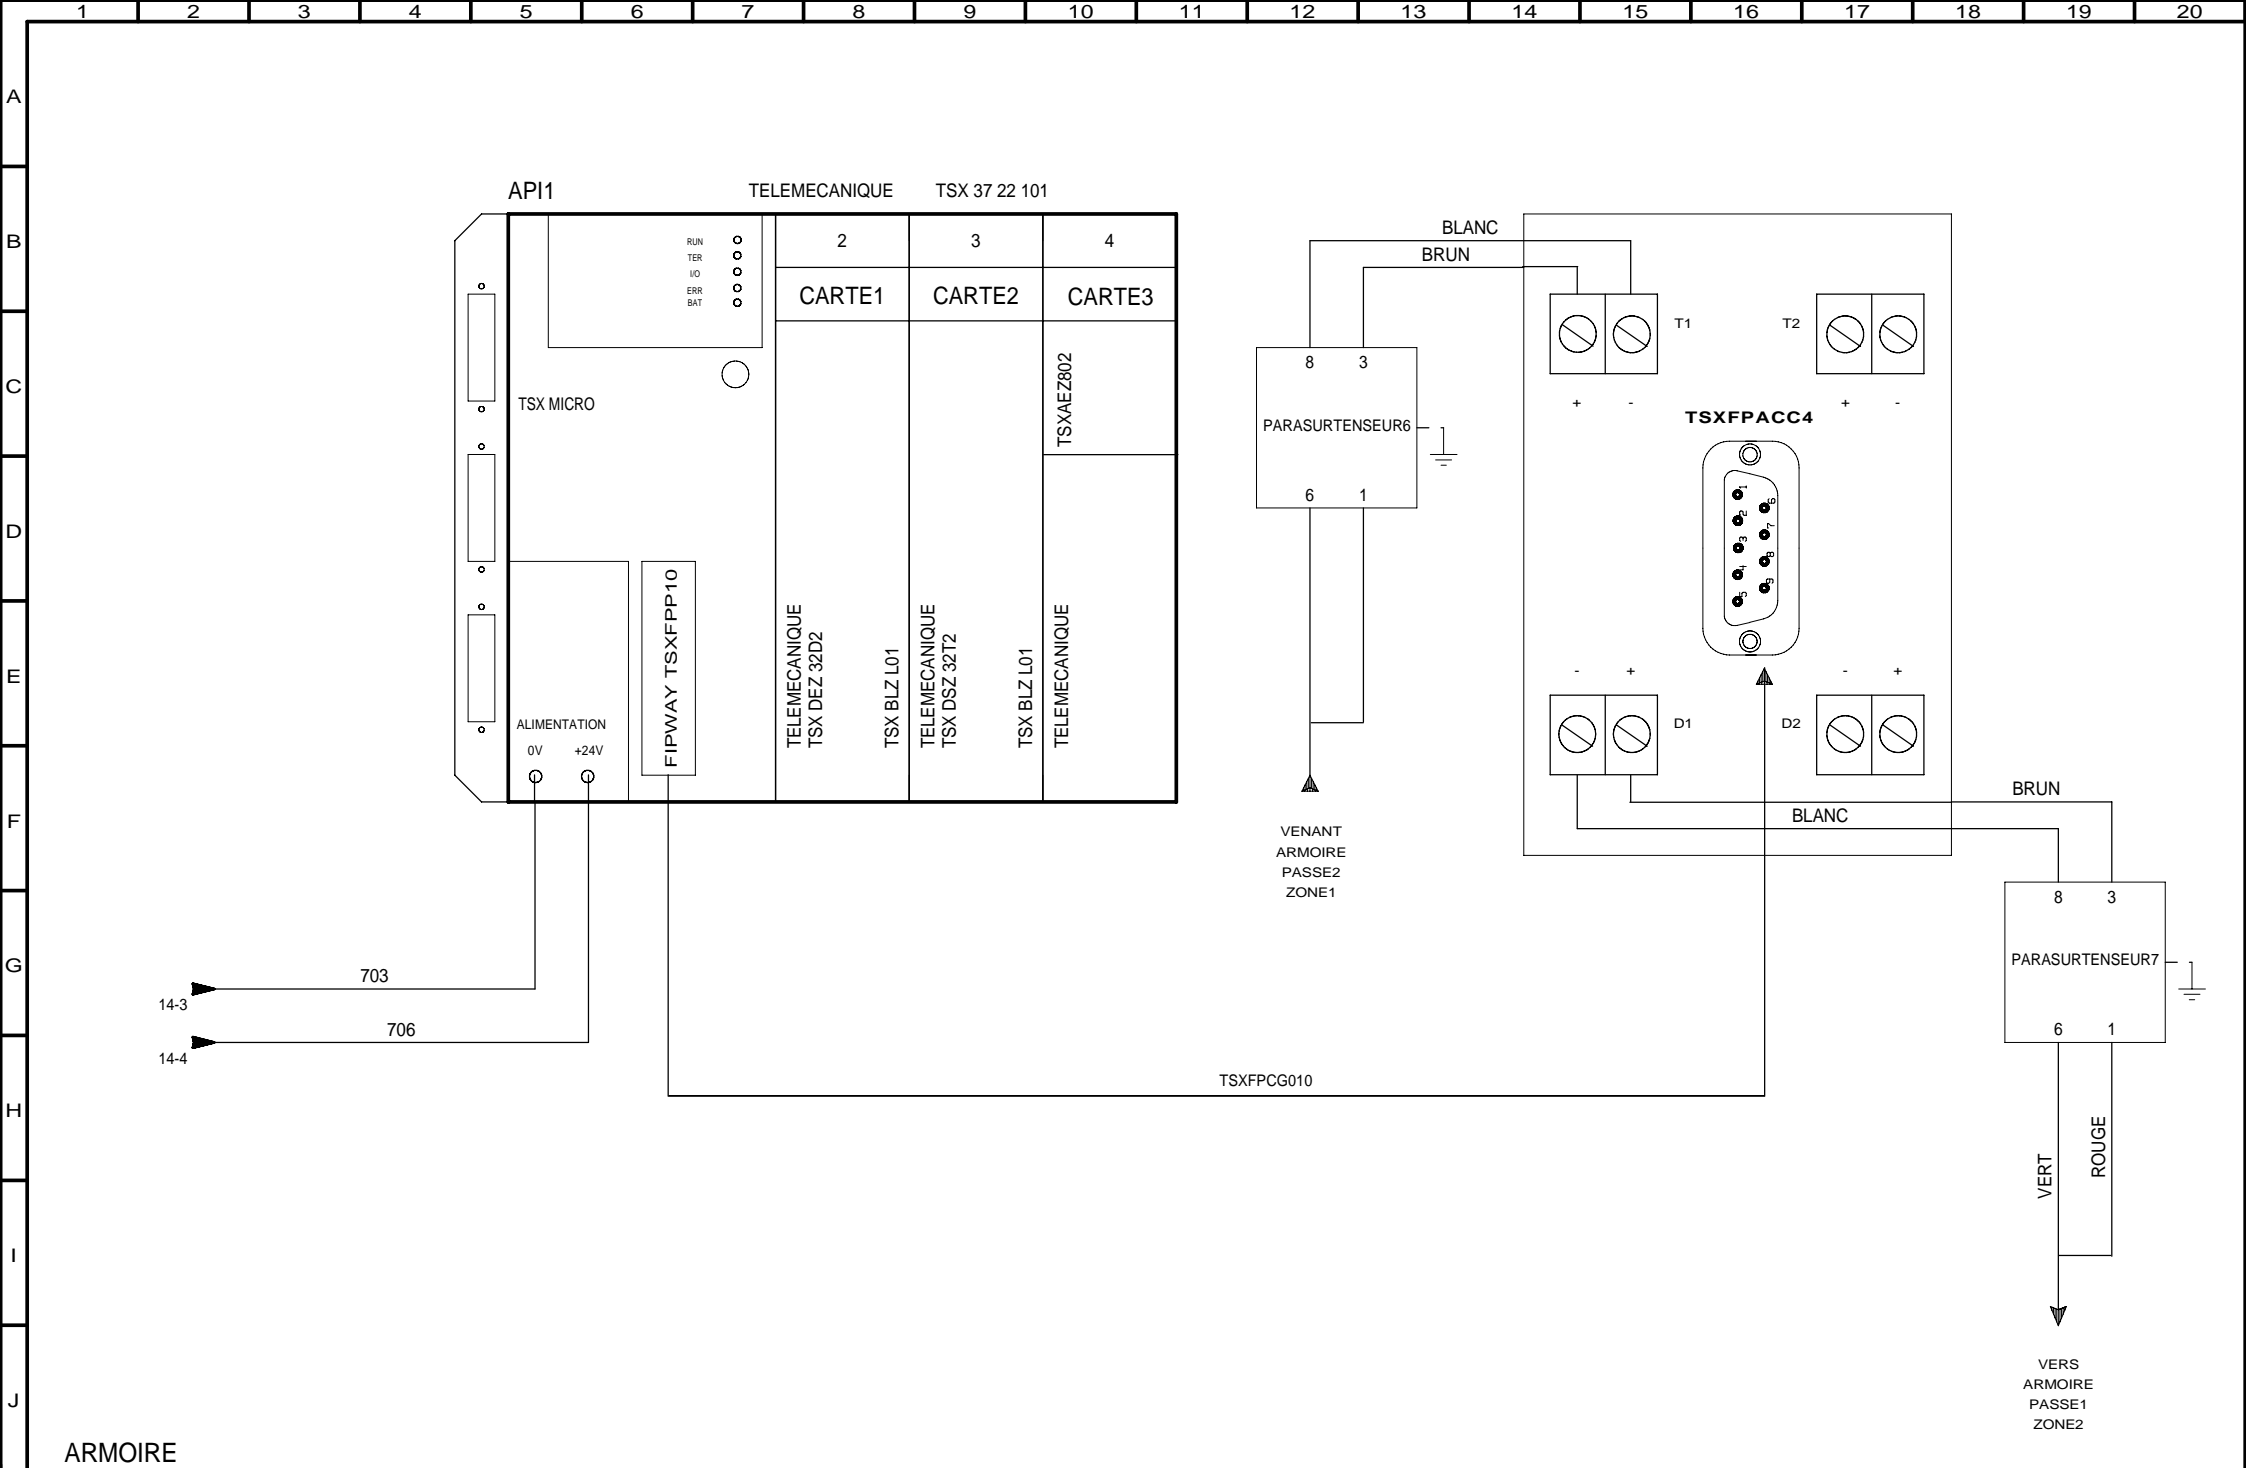 1 2 3 4 5 6 7 8 9 10 11 12 13 14 15 16 17 18 19 20
A
B
C
D
E
F
G
H
I
J
API1
TELEMECANIQUE TSX 37 22 101
RUN
TER
I/O
ERR
BAT
2 3 4
CARTE1 CARTE2 CARTE3
TSX MICRO
TSXAEZ802
ALIMENTATION
0V +24V
FIPWAY TSXFPP10
TELEMECANIQUE
TSX DEZ 32D2
TSX BLZ L01
TELEMECANIQUE
TSX DSZ 32T2
TSX BLZ L01
TELEMECANIQUE
703
14-3
706
14-4
TSXFPCG010
BLANC
BRUN
8 3
PARASURTENSEUR6
6 1
VENANT
ARMOIRE
PASSE2
ZONE1
T1 T2
+ - + -
TSXFPACC4
1
2
3
4
5
6
7
8
9
- + - +
D1 D2
BRUN
BLANC
8 3
PARASURTENSEUR7
6 1
VERT
ROUGE
VERS
ARMOIRE
PASSE1
ZONE2
ARMOIRE